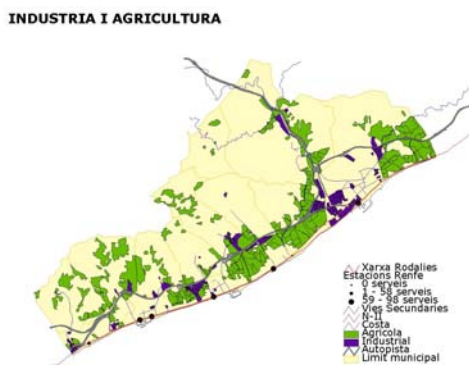 INDUSTRIA I AGRICULTURA
Xarxa Rodalies
Estacions Renfe
0 serveis
1 - 58 serveis
59 - 98 serveis
Vies Secundaries
N-II
Costa
Agrícola
Industrial
Autopista
Limit municipal